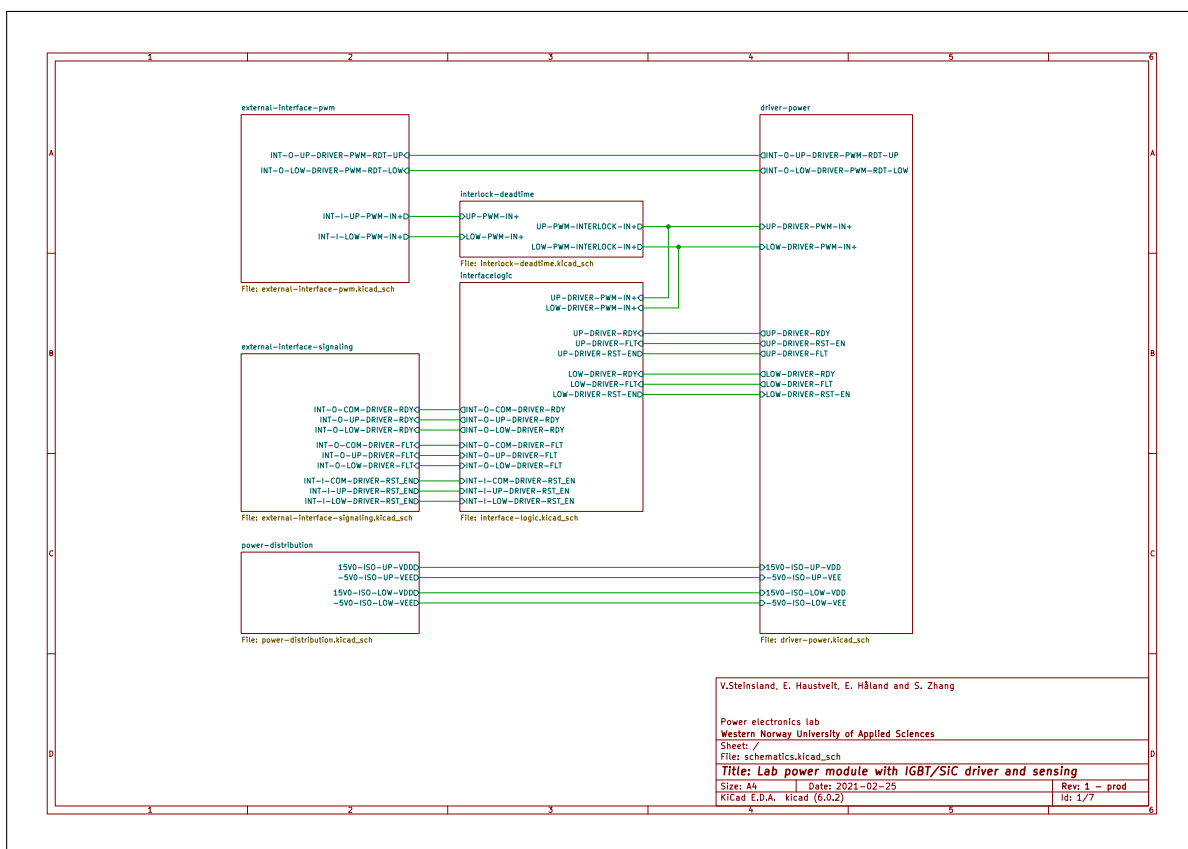 1 2 3 4 5 6
A A
B B
C C
D D
external-interface-pwm
INT-O-UP-DRIVER-PWM-RDT-UP
INT-O-LOW-DRIVER-PWM-RDT-LOW
INT-I-UP-PWM-IN+
INT-I-LOW-PWM-IN+
File: external-interface-pwm.kicad_sch
interlock-deadtime
UP-PWM-IN+
LOW-PWM-IN+
UP-PWM-INTERLOCK-IN+
LOW-PWM-INTERLOCK-IN+
File: interlock-deadtime.kicad_sch
interfacelogic
UP-DRIVER-PWM-IN+
LOW-DRIVER-PWM-IN+
UP-DRIVER-RDY
UP-DRIVER-FLT
UP-DRIVER-RST-EN
LOW-DRIVER-RDY
LOW-DRIVER-FLT
LOW-DRIVER-RST-EN
INT-O-COM-DRIVER-RDY
INT-O-UP-DRIVER-RDY
INT-O-LOW-DRIVER-RDY
INT-O-COM-DRIVER-FLT
INT-O-UP-DRIVER-FLT
INT-O-LOW-DRIVER-FLT
INT-I-COM-DRIVER-RST_EN
INT-I-UP-DRIVER-RST_EN
INT-I-LOW-DRIVER-RST_EN
File: interface-logic.kicad_sch
external-interface-signaling
INT-O-COM-DRIVER-RDY
INT-O-UP-DRIVER-RDY
INT-O-LOW-DRIVER-RDY
INT-O-COM-DRIVER-FLT
INT-O-UP-DRIVER-FLT
INT-O-LOW-DRIVER-FLT
INT-I-COM-DRIVER-RST_EN
INT-I-UP-DRIVER-RST_EN
INT-I-LOW-DRIVER-RST_EN
File: external-interface-signaling.kicad_sch
power-distribution
15V0-ISO-UP-VDD
-5V0-ISO-UP-VEE
15V0-ISO-LOW-VDD
-5V0-ISO-LOW-VEE
File: power-distribution.kicad_sch
driver-power
INT-O-UP-DRIVER-PWM-RDT-UP
INT-O-LOW-DRIVER-PWM-RDT-LOW
UP-DRIVER-PWM-IN+
LOW-DRIVER-PWM-IN+
UP-DRIVER-RDY
UP-DRIVER-RST-EN
UP-DRIVER-FLT
LOW-DRIVER-RDY
LOW-DRIVER-FLT
LOW-DRIVER-RST-EN
15V0-ISO-UP-VDD
-5V0-ISO-UP-VEE
15V0-ISO-LOW-VDD
-5V0-ISO-LOW-VEE
File: driver-power.kicad_sch
V.Steinsland, E. Haustveit, E. Håland and S. Zhang
Power electronics lab
Western Norway University of Applied Sciences
Sheet: /
File: schematics.kicad_sch
Title: Lab power module with IGBT/SiC driver and sensing
Size: A4 Date: 2021-02-25 Rev: 1 - prod
KiCad E.D.A. kicad (6.0.2) Id: 1/7
1 2 3 4 5 6